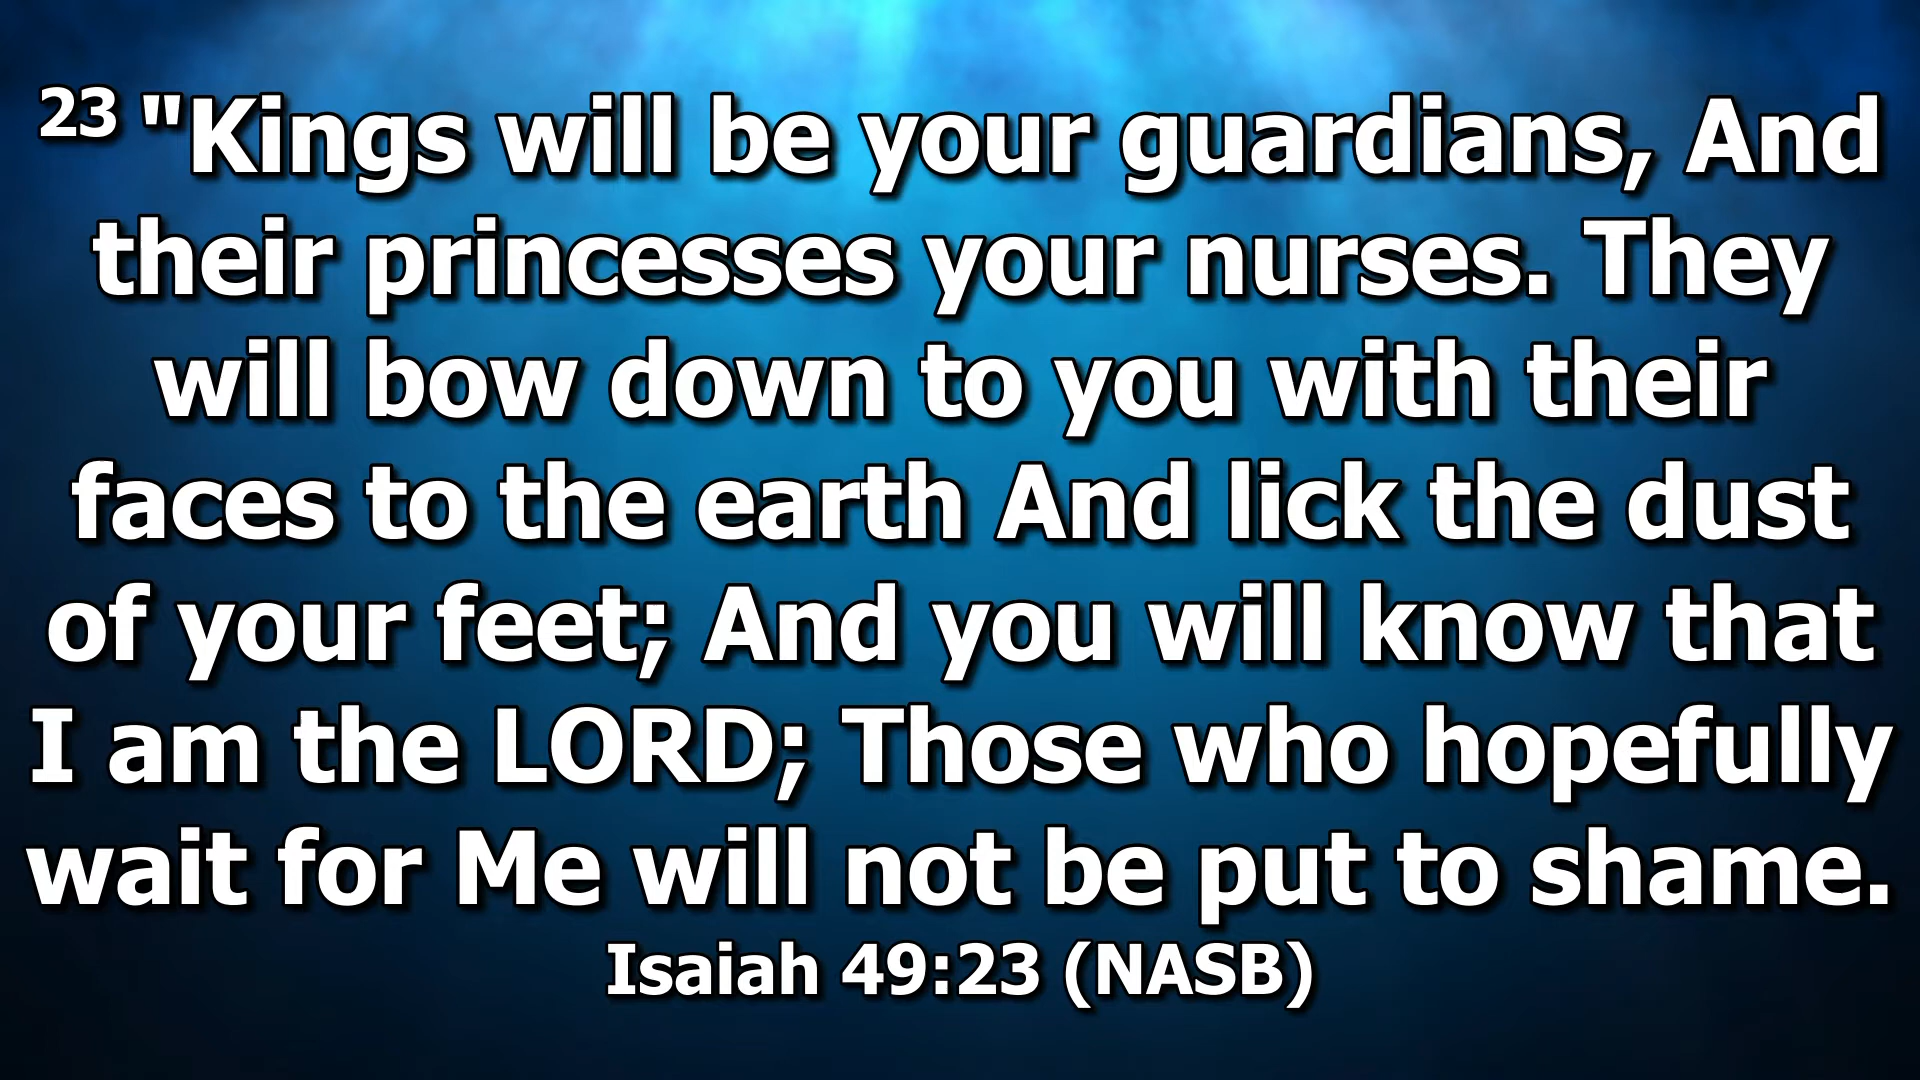 23 "Kings will be your guardians, And
their princesses your nurses. They
will bow down to you with their
faces to the earth And lick the dust
of your feet; And you will know that
I am the LORD; Those who hopefully
wait for Me will not be put to shame.
Isaiah 49:23 (NASB)